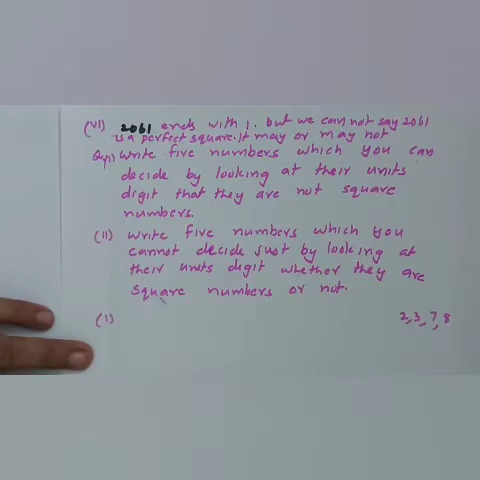 (VI) 2061 ends with 1. but we can not say 2061
is a perfect square. It may or may not
Write five numbers which you can
decide by looking at their units
digit that they are not square
numbers.
(II) Write five numbers which you
cannot decide just by looking at
their units digit whether they are
square numbers or not.
(I) 2,3,7,8